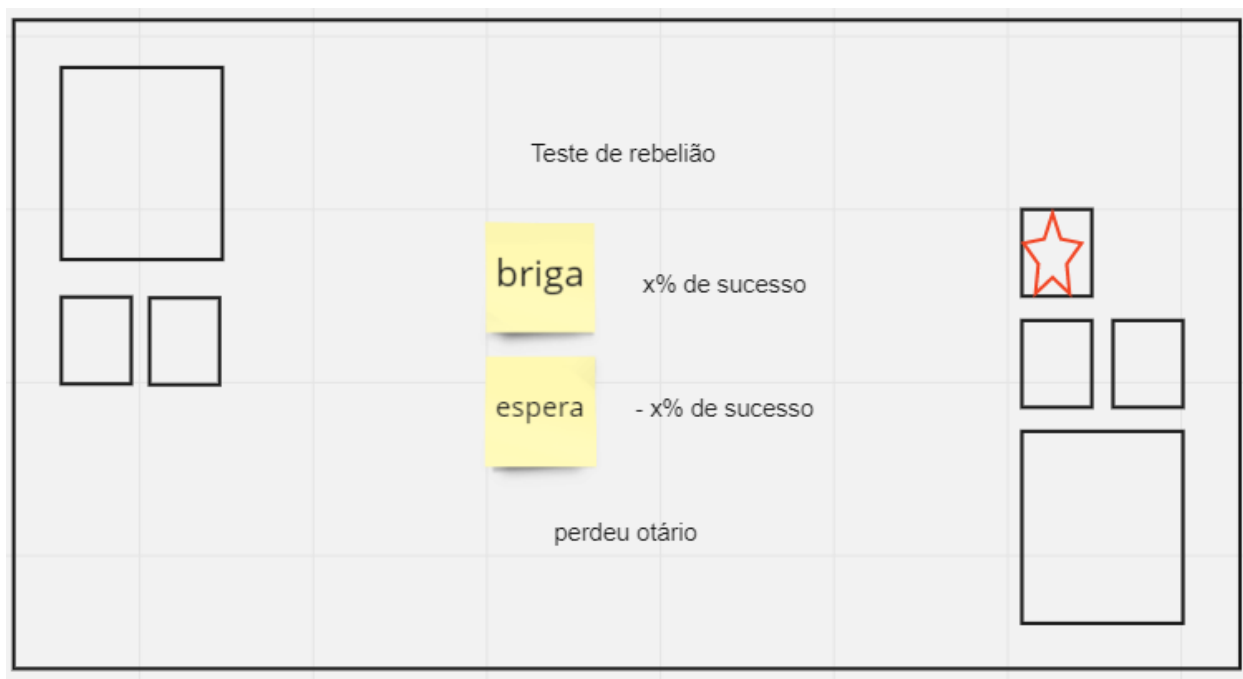 Teste de rebelião
briga
x% de sucesso
espera
- x% de sucesso
perdeu otário